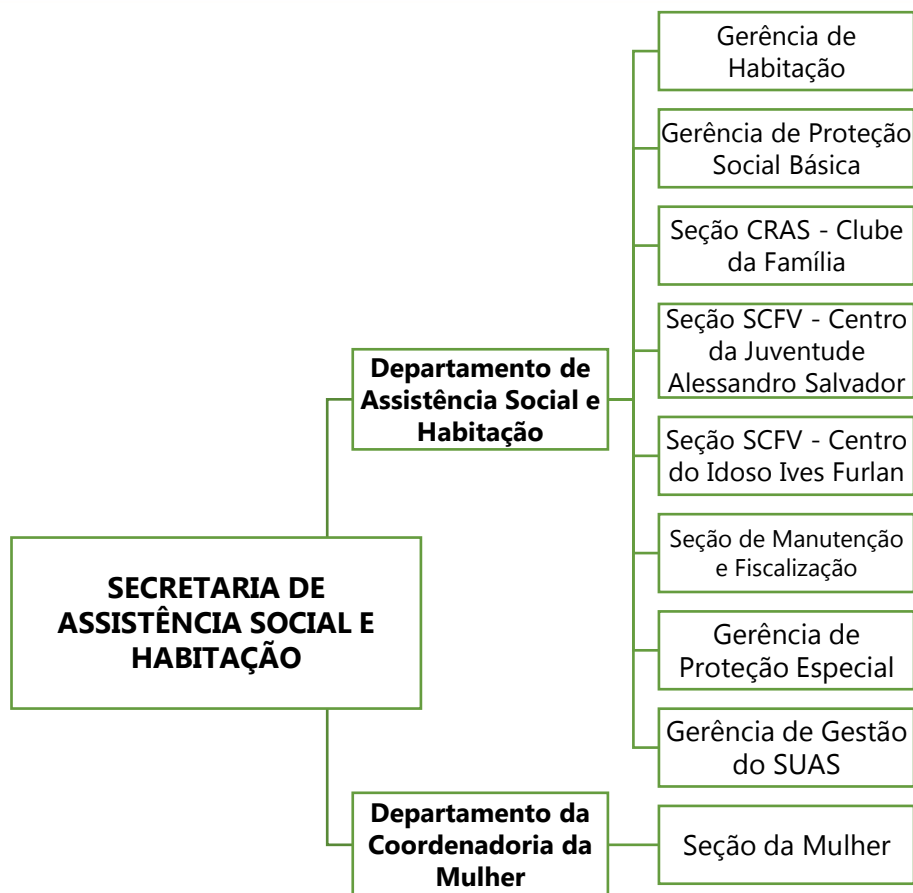 Gerência de
Habitação
Gerência de Proteção
Social Básica
Seção CRAS - Clube
da Família
Seção SCFV - Centro
da Juventude
Alessandro Salvador
Departamento de
Assistência Social e
Habitação
Seção SCFV - Centro
do Idoso Ives Furlan
Seção de Manutenção
e Fiscalização
SECRETARIA DE
ASSISTÊNCIA SOCIAL E
HABITAÇÃO
Gerência de
Proteção Especial
Gerência de Gestão
do SUAS
Departamento da
Coordenadoria da
Mulher
Seção da Mulher